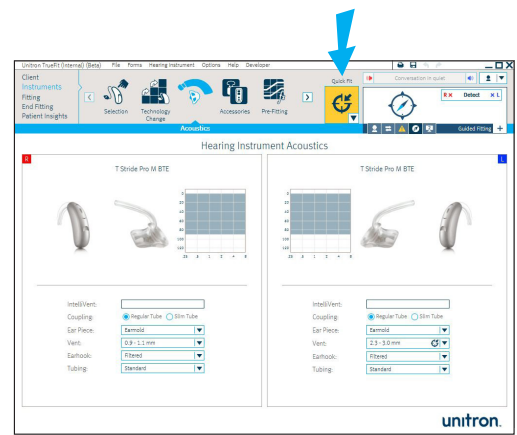 Unitron TrueFit (Internal) (Beta) File Forms Hearing Instrument Options Help Developer
Client
Instruments
Fitting
End Fitting
Patient Insights
Selection
Technology
Change
Acoustics
Accessories
Pre-Fitting
Quick Fit
Conversation in quiet
R X Detect X L
Guided Fitting +
Hearing Instrument Acoustics
R
T Stride Pro M BTE
IntelliVent:
Coupling: Regular Tube Slim Tube
Ear Piece: Earmold
Vent: 0.9 - 1.1 mm
Earhook: Filtered
Tubing: Standard
L
T Stride Pro M BTE
IntelliVent:
Coupling: Regular Tube Slim Tube
Ear Piece: Earmold
Vent: 2.3 - 3.0 mm
Earhook: Filtered
Tubing: Standard
unitron.